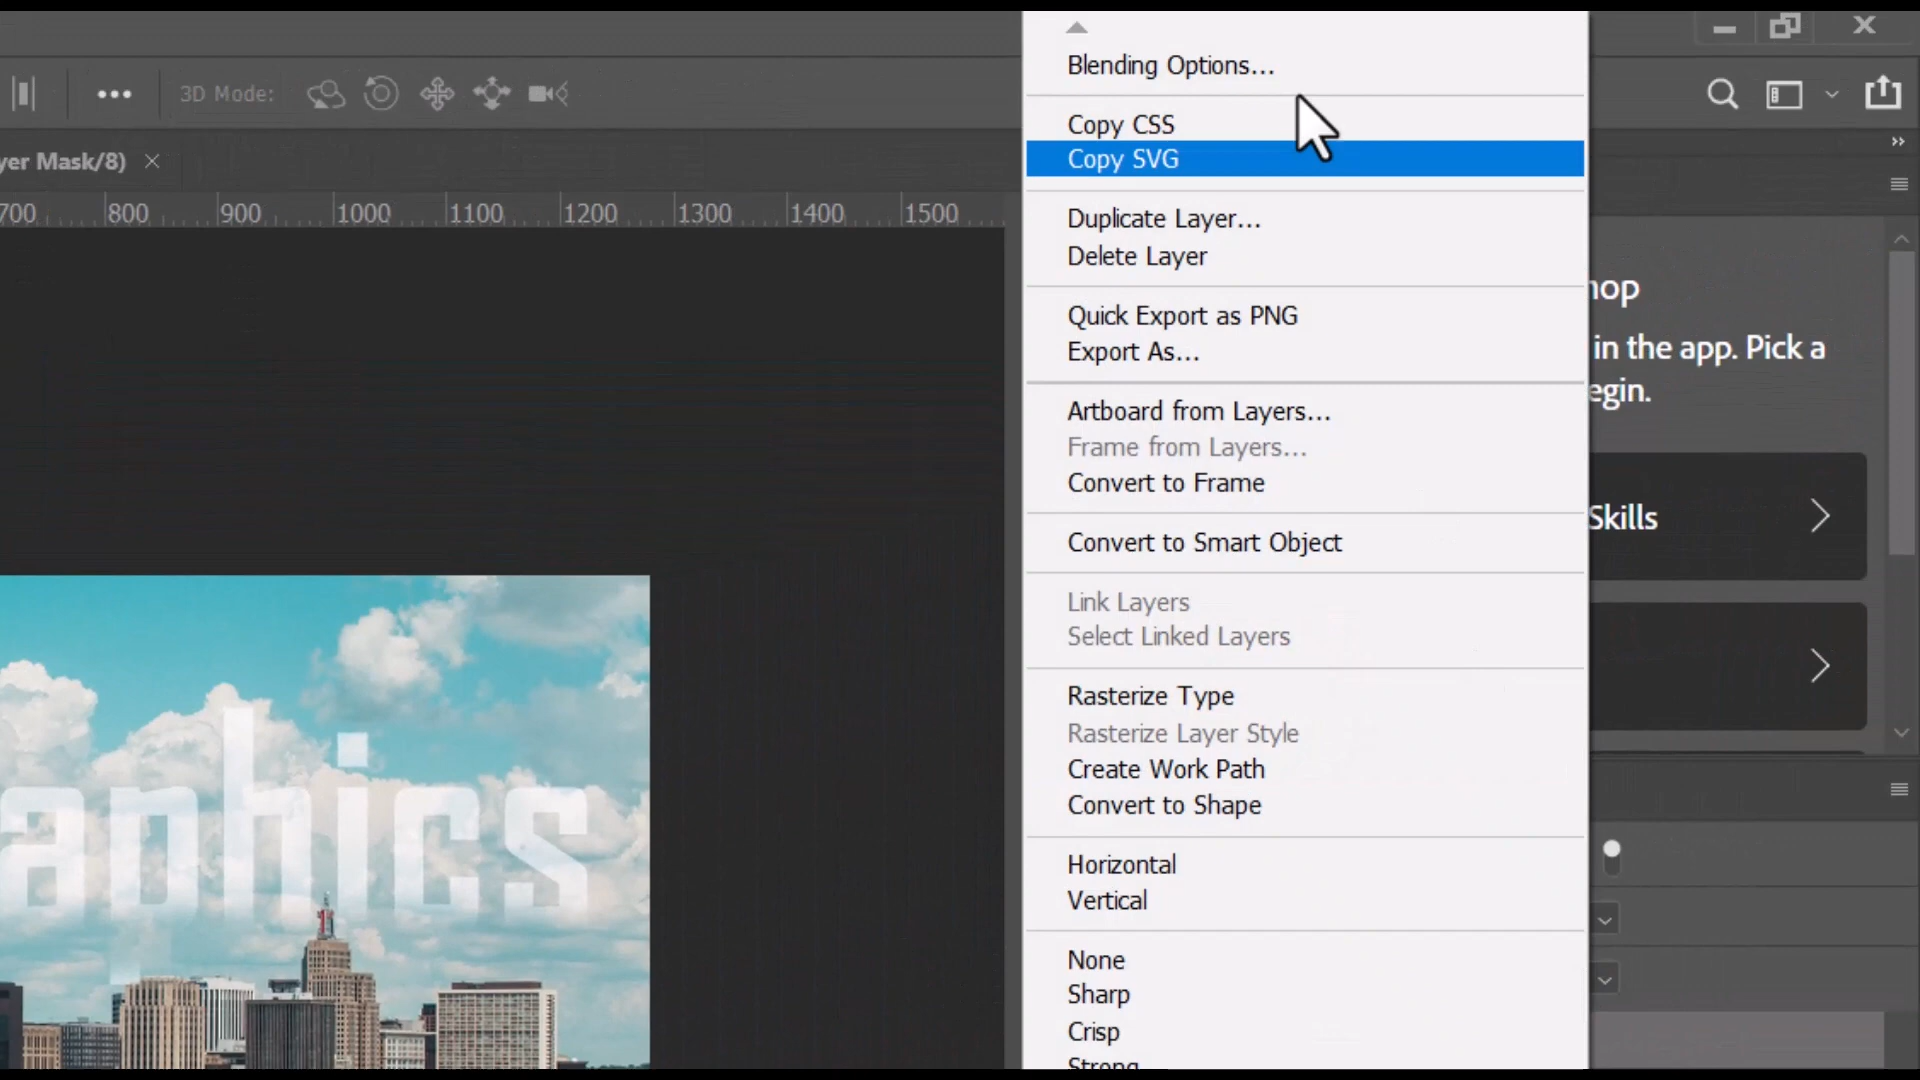 Blending Options...
3D Mode:
Copy CSS
Copy SVG
yer Mask/8)
700 800 900 1000 1100 1200 1300 1400 1500
Duplicate Layer...
Delete Layer
hop
Quick Export as PNG
in the app. Pick a
Export As...
egin.
Artboard from Layers...
Frame from Layers...
Convert to Frame
Skills
Convert to Smart Object
Link Layers
Select Linked Layers
Rasterize Type
Rasterize Layer Style
Create Work Path
Convert to Shape
aphics
Horizontal
Vertical
None
Sharp
Crisp
Strong